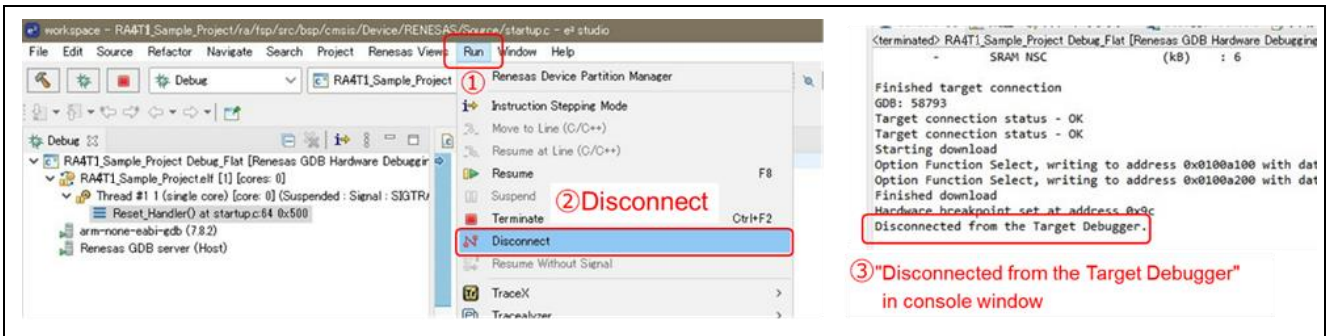 workspace - RA4T1_Sample_Project/ra/fsp/src/bsp/cmsis/Device/RENESAS/Source/startup.c - e² studio
File Edit Source Refactor Navigate Search Project Renesas Views Run Window Help
Debug
RA4T1_Sample_Project
①
Renesas Device Partition Manager
Instruction Stepping Mode
Move to Line (C/C++)
Resume at Line (C/C++)
Resume F8
Suspend
②Disconnect
Terminate Ctrl+F2
Disconnect
Resume Without Signal
TraceX >
Tracealyzer >
Debug
RA4T1_Sample_Project Debug_Flat [Renesas GDB Hardware Debuggin
RA4T1_Sample_Project.elf [1] [cores: 0]
Thread #1 1 (single core) [core: 0] (Suspended : Signal : SIGTRA
Reset_Handler() at startup.c:64 0x500
arm-none-eabi-gdb (7.8.2)
Renesas GDB server (Host)
<terminated> RA4T1_Sample_Project Debug_Flat [Renesas GDB Hardware Debugging
- SRAM NSC (kB) : 6
Finished target connection
GDB: 58793
Target connection status - OK
Target connection status - OK
Starting download
Option Function Select, writing to address 0x0100a100 with dat
Option Function Select, writing to address 0x0100a200 with dat
Finished download
Hardware breakpoint set at address 0x9c
Disconnected from the Target Debugger.
③"Disconnected from the Target Debugger"
in console window